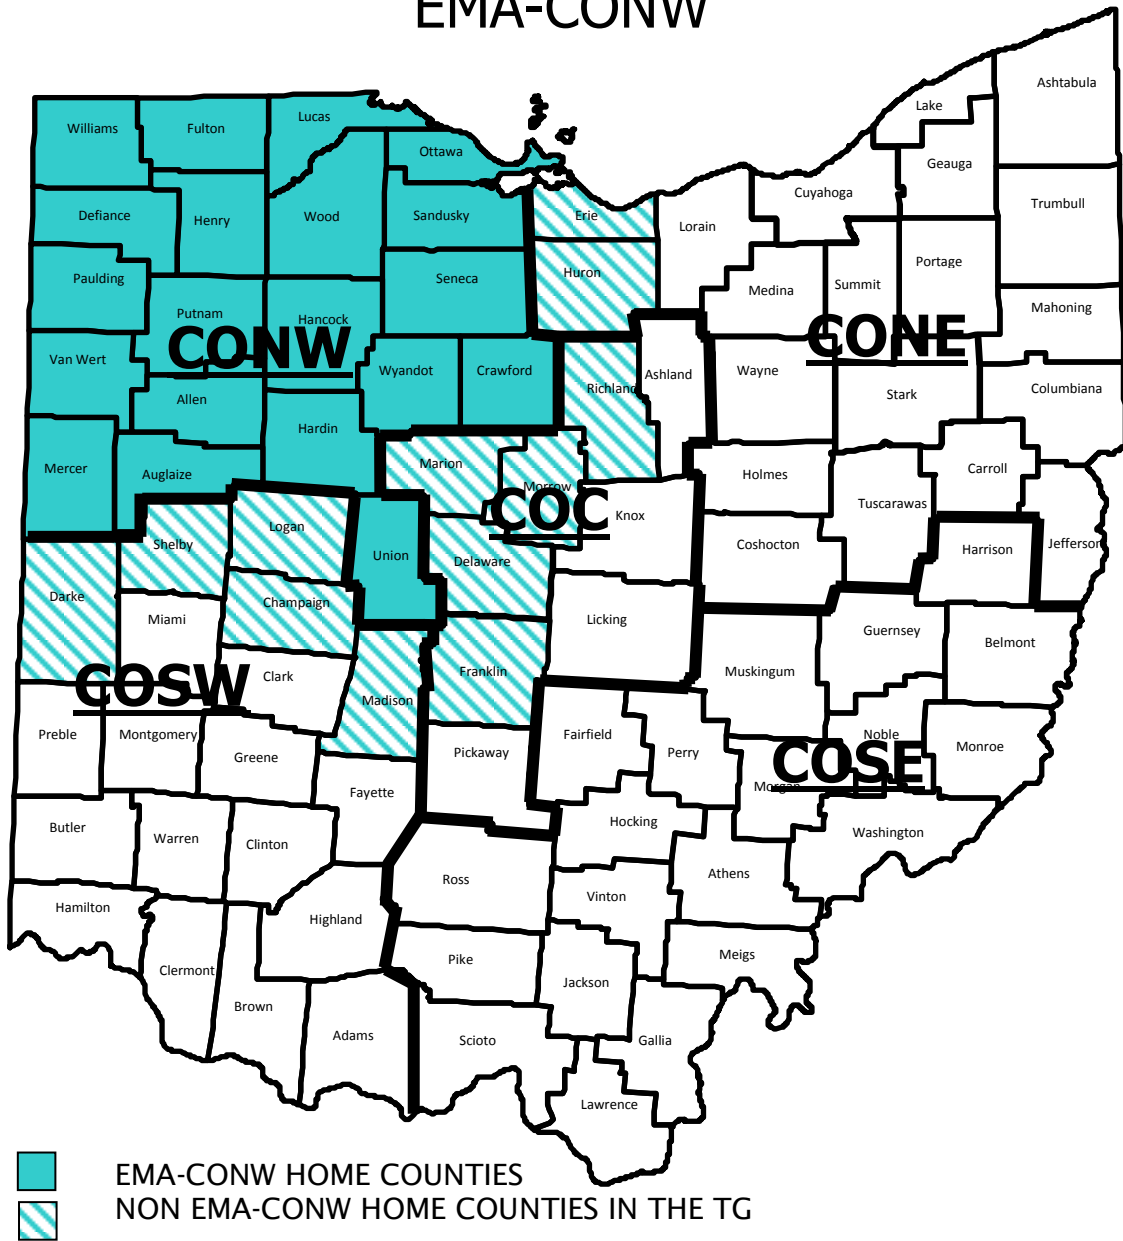 EMA-CONW
Ashtabula
Lake
Lucas
Williams
Fulton
Ottawa
Geauga
Cuyahoga
Trumbull
Defiance
Henry
Wood
Sandusky
Erie
Lorain
Portage
Paulding
Seneca
Huron
Medina
Summit
Mahoning
Putnam
Hancock
CONW
CONE
Van Wert
Wyandot
Crawford
Richland
Ashland
Wayne
Stark
Columbiana
Allen
Hardin
Mercer
Auglaize
Marion
Morrow
Holmes
Carroll
Tuscarawas
COC
Knox
Logan
Shelby
Union
Delaware
Coshocton
Harrison
Jefferson
Darke
Champaign
Miami
Licking
Guernsey
Belmont
Clark
Franklin
Muskingum
COSW
Madison
Preble
Montgomery
Greene
Pickaway
Fairfield
Perry
Noble
Monroe
COSE
Morgan
Fayette
Butler
Warren
Clinton
Hocking
Washington
Ross
Athens
Vinton
Hamilton
Highland
Clermont
Pike
Meigs
Jackson
Brown
Adams
Scioto
Gallia
Lawrence
EMA-CONW HOME COUNTIES
NON EMA-CONW HOME COUNTIES IN THE TG